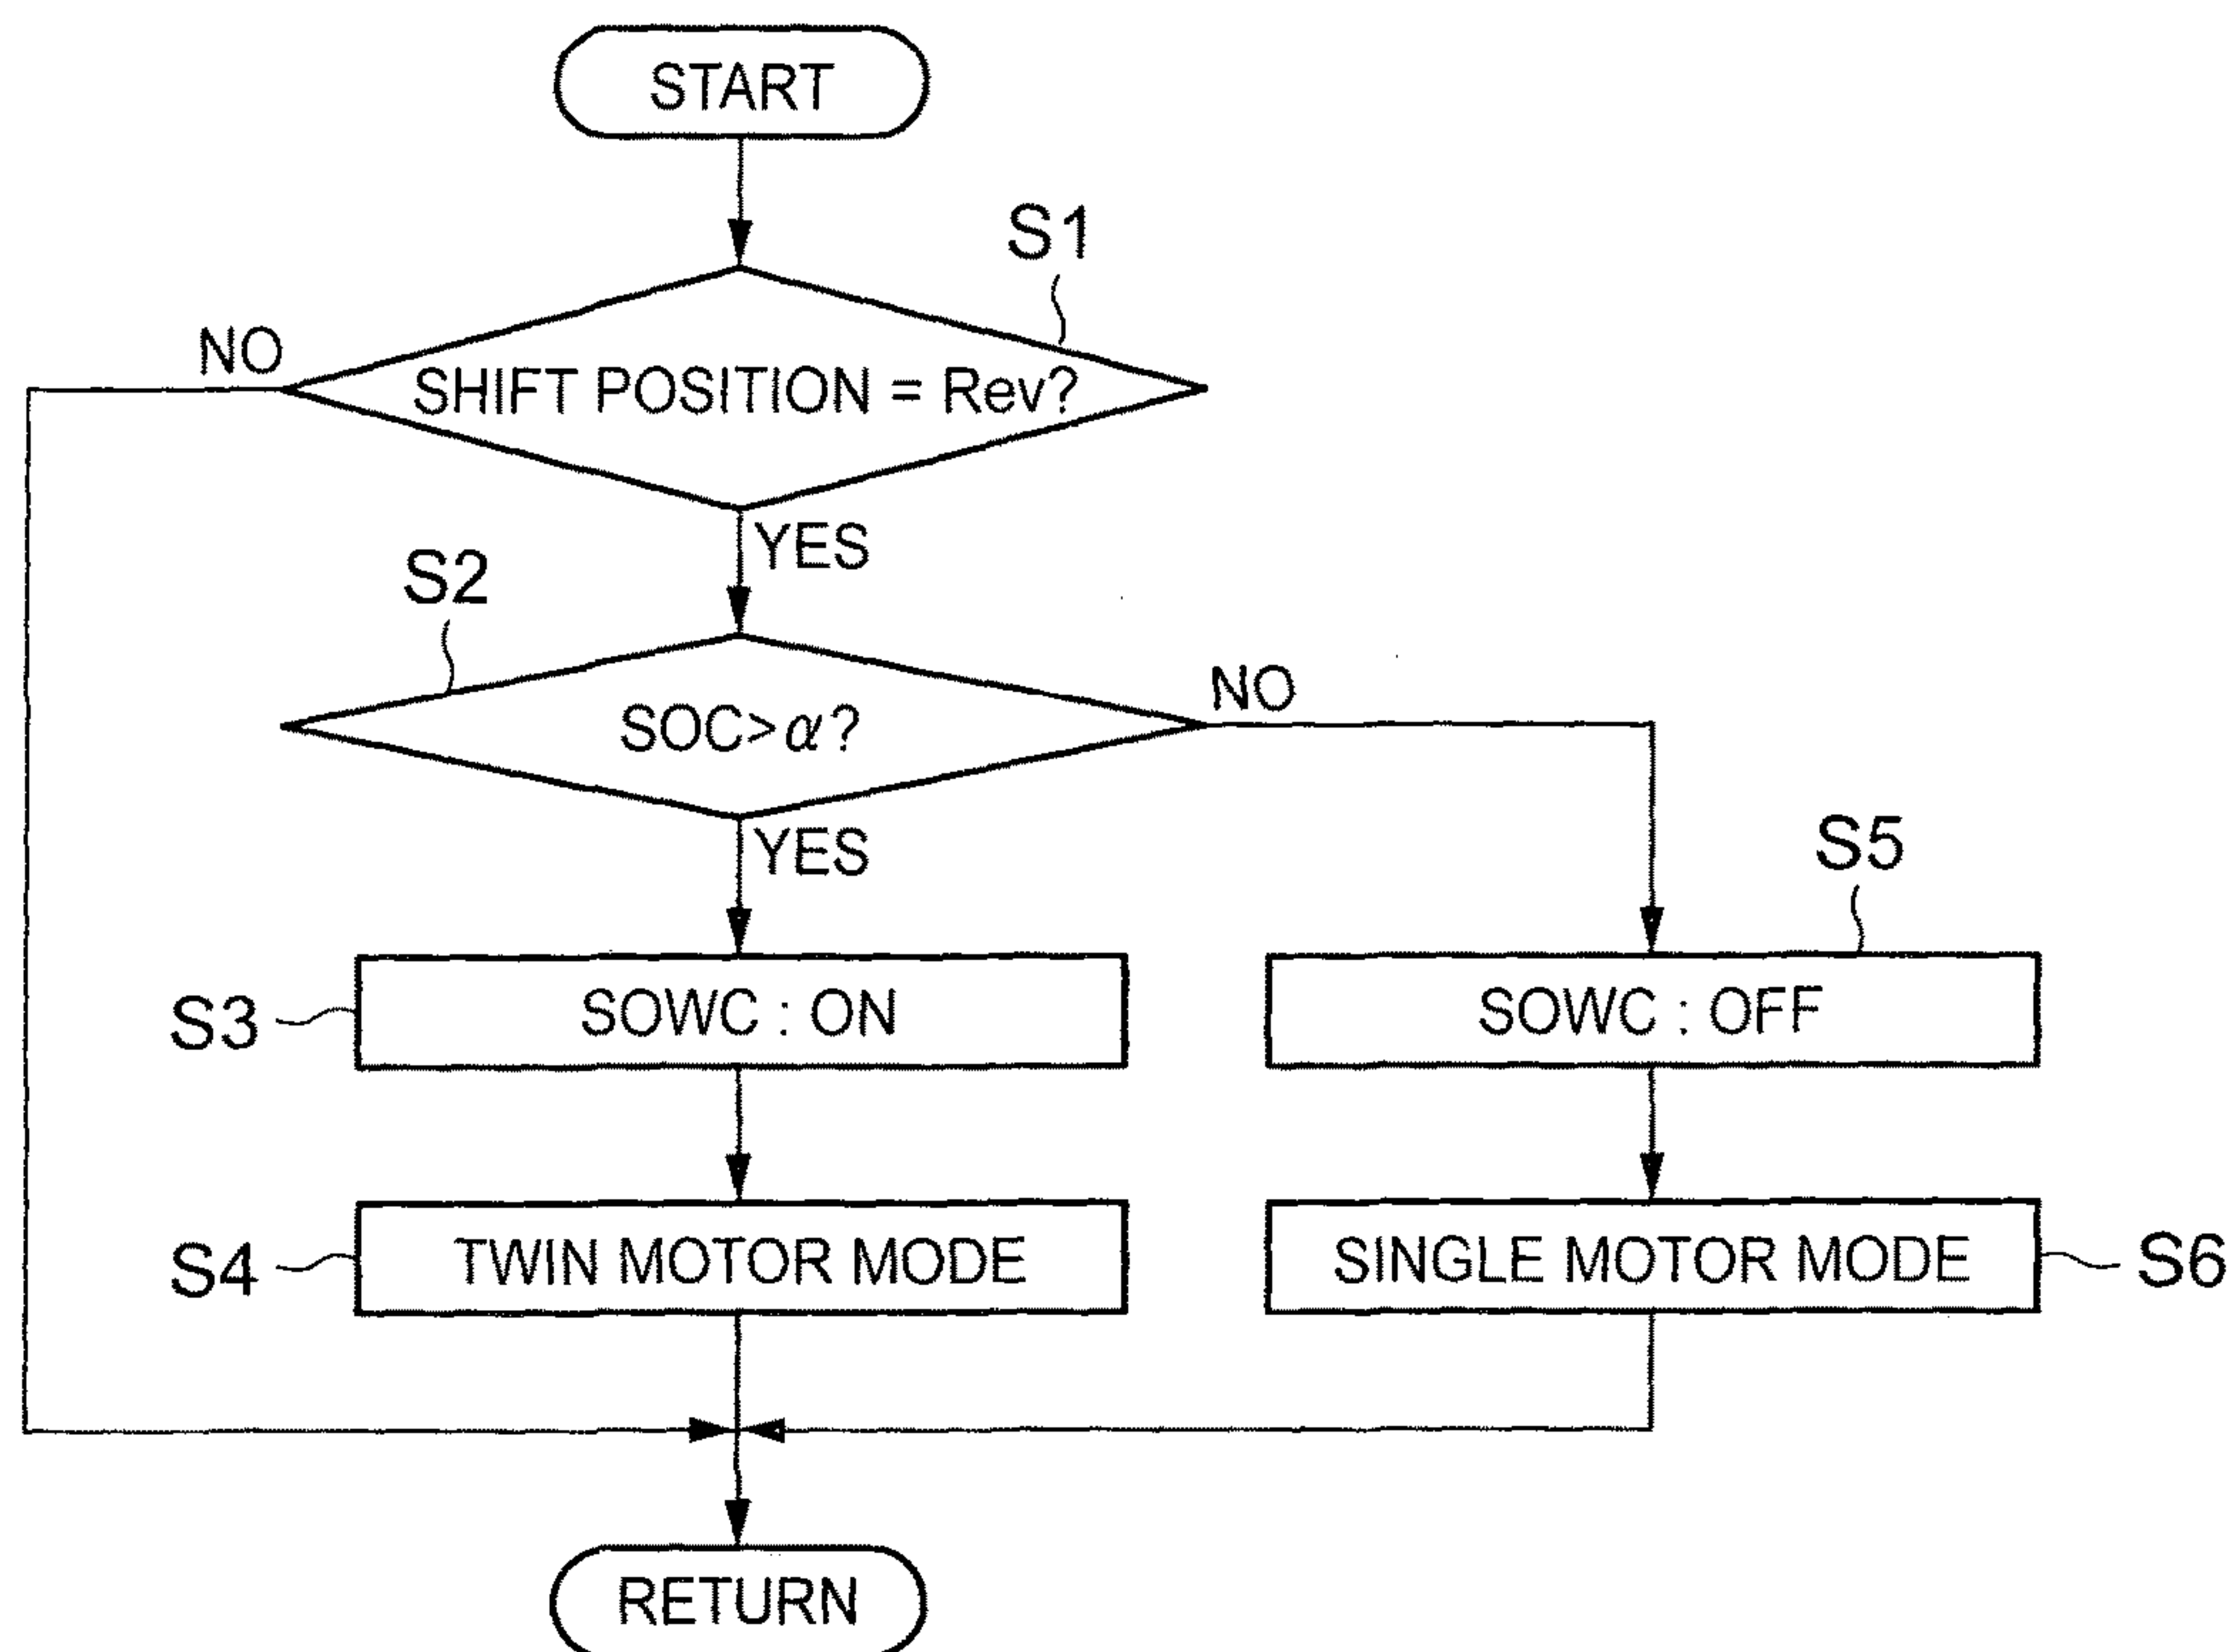 START
S1
NO
SHIFT POSITION = Rev?
YES
S2
NO
SOC>α?
YES
S5
S3
SOWC : ON
SOWC : OFF
S4
TWIN MOTOR MODE
SINGLE MOTOR MODE
S6
RETURN